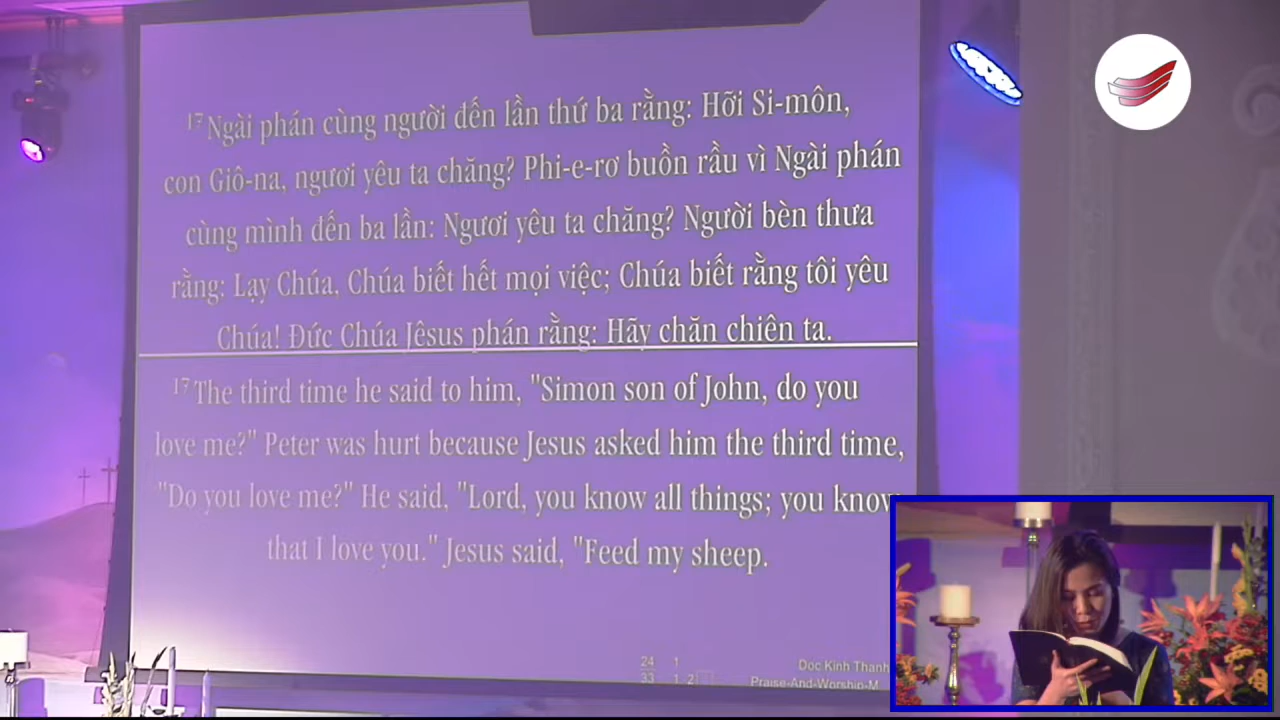 17 Ngài phán cùng người đến lần thứ ba rằng: Hỡi Si-môn,
con Giô-na, ngươi yêu ta chăng? Phi-e-rơ buồn rầu vì Ngài phán
cùng mình đến ba lần: Ngươi yêu ta chăng? Người bèn thưa
rằng: Lạy Chúa, Chúa biết hết mọi việc; Chúa biết rằng tôi yêu
Chúa! Đức Chúa Jêsus phán rằng: Hãy chăn chiên ta.
17 The third time he said to him, "Simon son of John, do you
love me?" Peter was hurt because Jesus asked him the third time,
"Do you love me?" He said, "Lord, you know all things; you know
that I love you." Jesus said, "Feed my sheep.
24 1
Doc Kinh Thanh
33 1 2
Praise-And-Worship-M